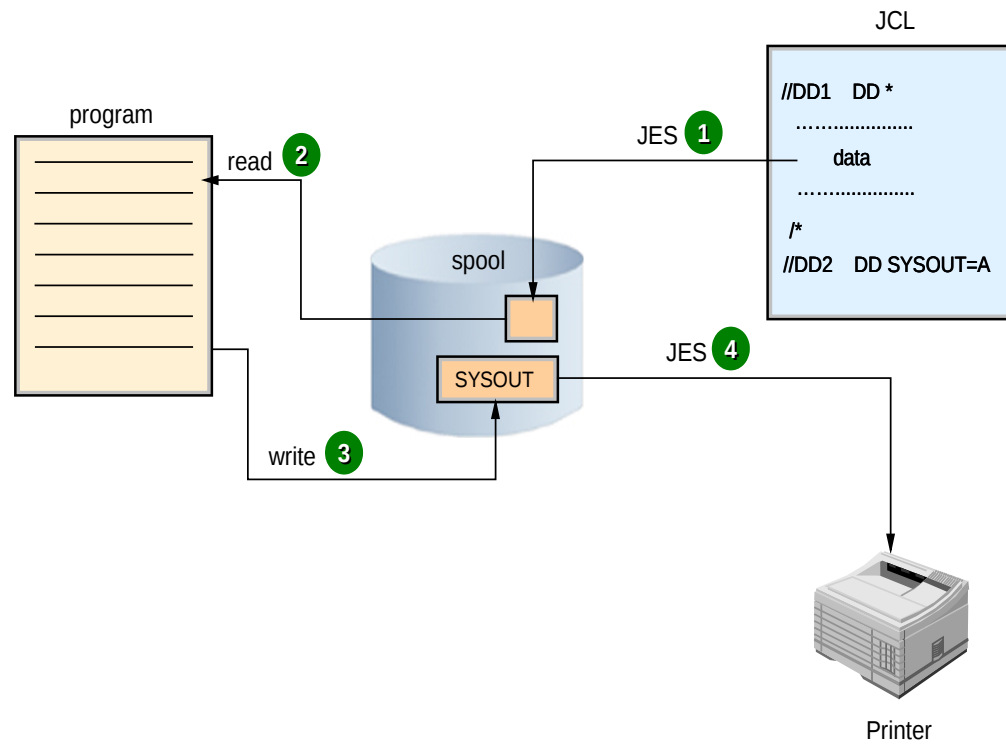 JCL
//DD1 DD *
…….............…
data
…….............…
/*
//DD2 DD SYSOUT=A
program
JES 1
read 2
spool
SYSOUT
JES 4
write 3
Printer